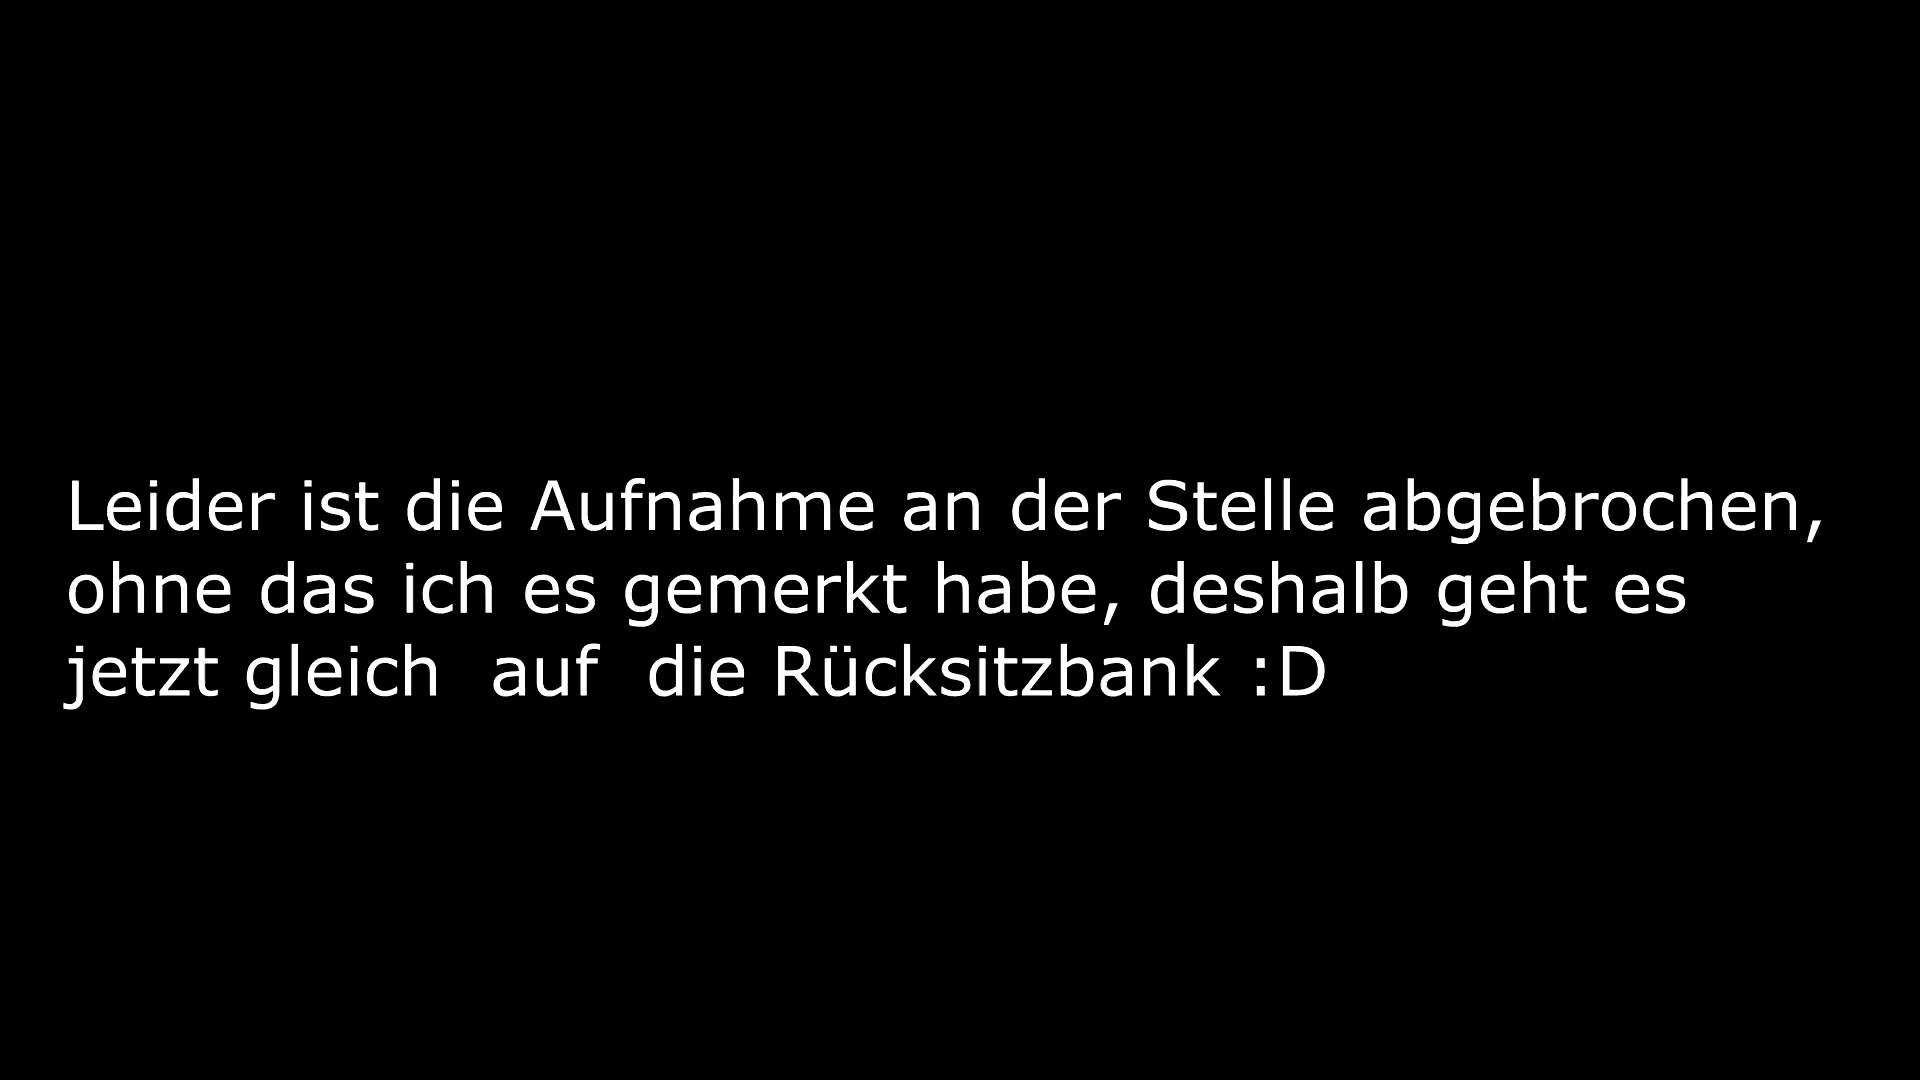 Leider ist die Aufnahme an der Stelle abgebrochen,
ohne das ich es gemerkt habe, deshalb geht es
jetzt gleich  auf  die Rücksitzbank :D